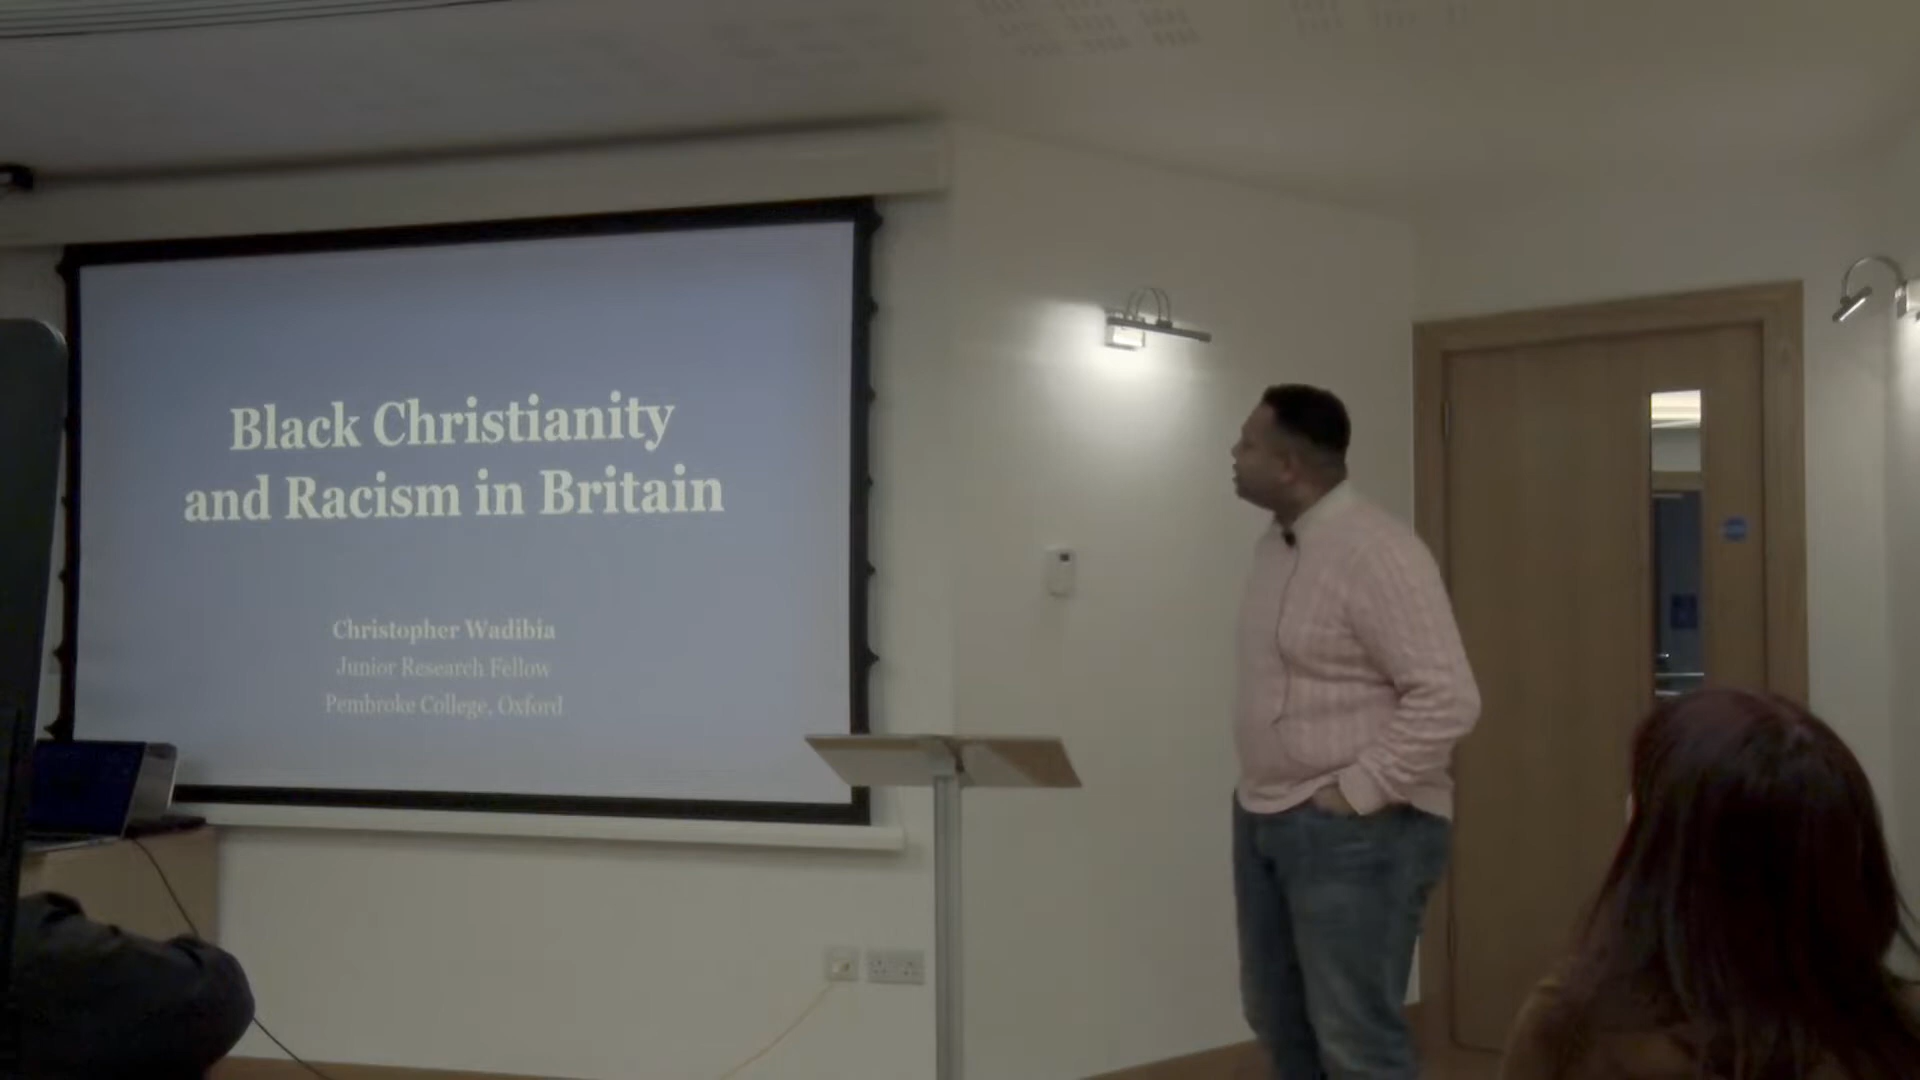 Black Christianity
and Racism in Britain
Christopher Wadibia
Junior Research Fellow
Pembroke College, Oxford